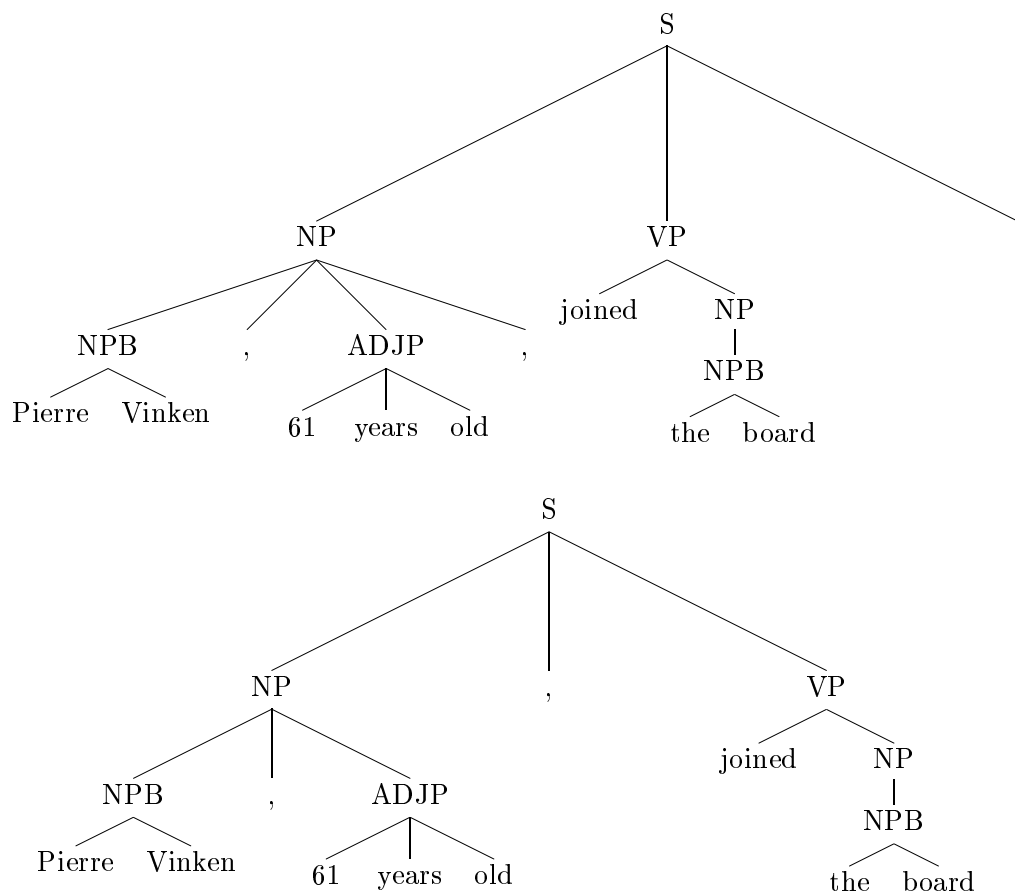 S
NP VP
joined NP
NPB , ADJP ,
NPB
Pierre Vinken 61 years old the board
S
NP , VP
joined NP
NPB , ADJP
NPB
Pierre Vinken 61 years old the board